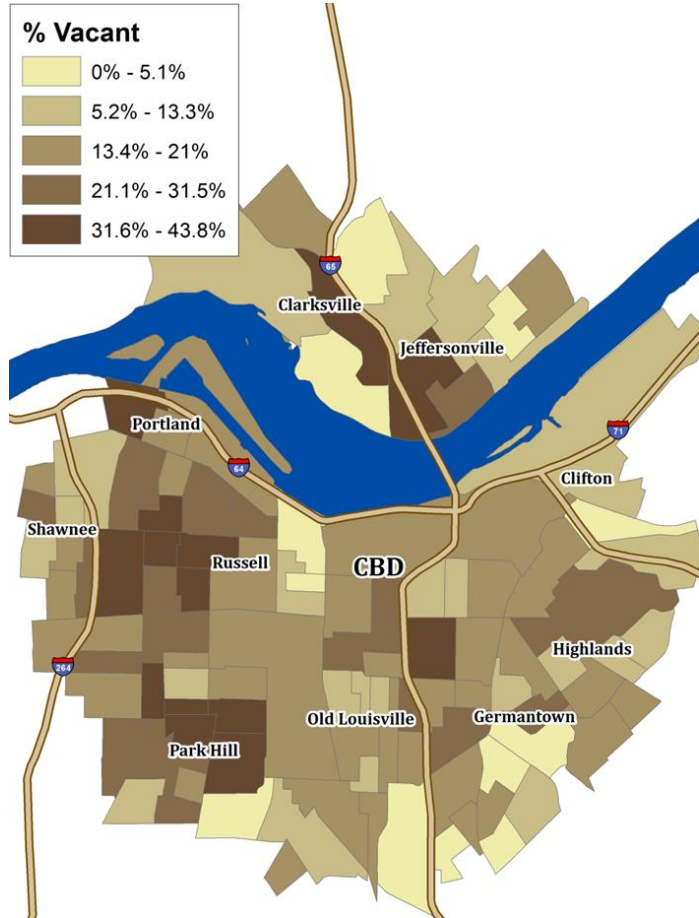 % Vacant
0% - 5.1%
5.2% - 13.3%
13.4% - 21%
21.1% - 31.5%
31.6% - 43.8%
65
Clarksville
Jeffersonville
Portland
71
64
Clifton
Shawnee
Russell
CBD
Highlands
264
Old Louisville
Germantown
Park Hill